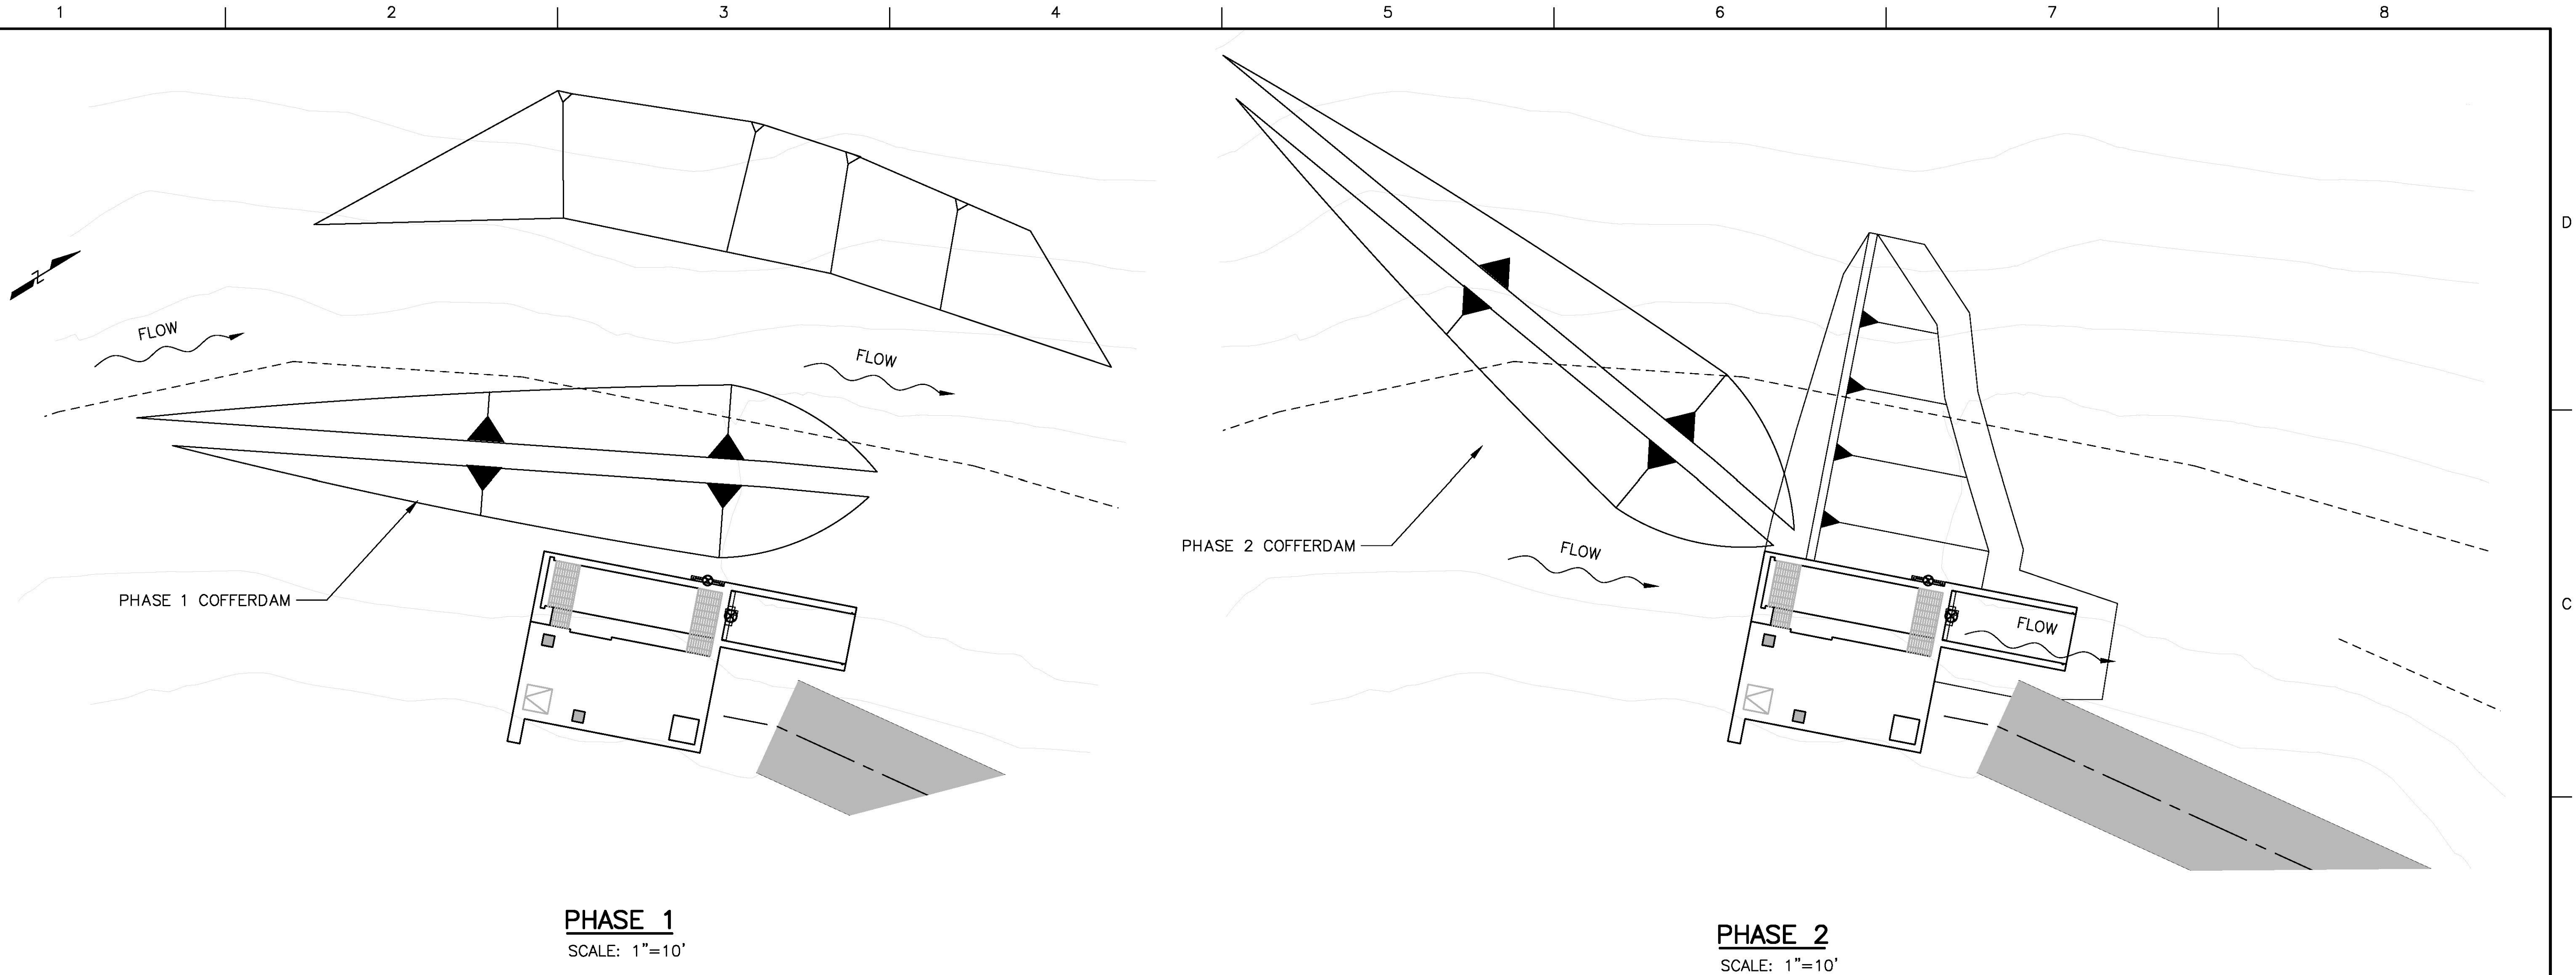 1 2 3 4 5 6 7 8
D
N
FLOW
FLOW
PHASE 2 COFFERDAM
FLOW
PHASE 1 COFFERDAM
C
FLOW
PHASE 1
SCALE: 1"=10'
PHASE 2
SCALE: 1"=10'